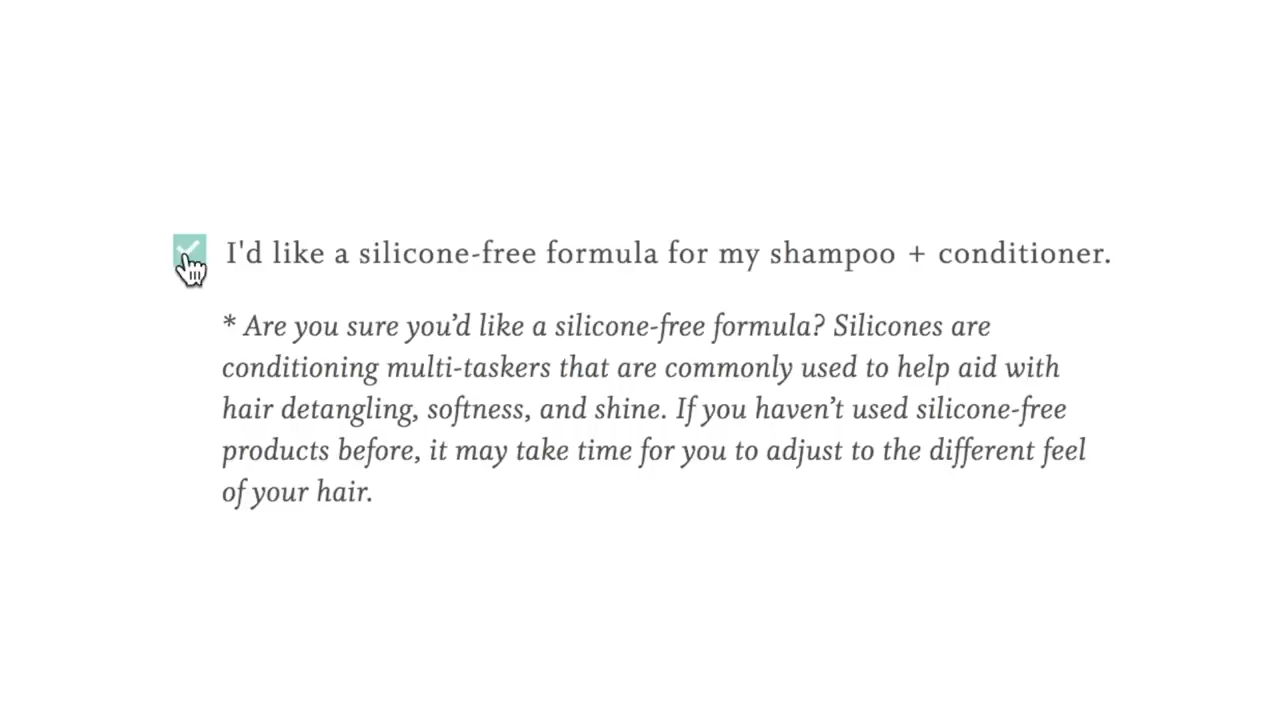 I'd like a silicone-free formula for my shampoo + conditioner.
* Are you sure you’d like a silicone-free formula? Silicones are
conditioning multi-taskers that are commonly used to help aid with
hair detangling, softness, and shine. If you haven’t used silicone-free
products before, it may take time for you to adjust to the different feel
of your hair.